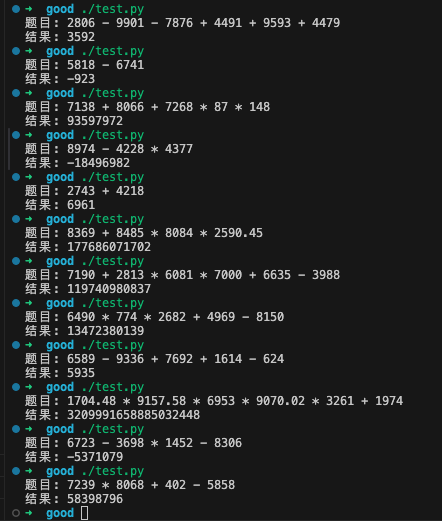 ➜ good ./test.py
题目: 2806 - 9901 - 7876 + 4491 + 9593 + 4479
结果: 3592
➜ good ./test.py
题目: 5818 - 6741
结果: -923
➜ good ./test.py
题目: 7138 + 8066 + 7268 * 87 * 148
结果: 93597972
➜ good ./test.py
题目: 8974 - 4228 * 4377
结果: -18496982
➜ good ./test.py
题目: 2743 + 4218
结果: 6961
➜ good ./test.py
题目: 8369 + 8485 * 8084 * 2590.45
结果: 177686071702
➜ good ./test.py
题目: 7190 + 2813 * 6081 * 7000 + 6635 - 3988
结果: 119740980837
➜ good ./test.py
题目: 6490 * 774 * 2682 + 4969 - 8150
结果: 13472380139
➜ good ./test.py
题目: 6589 - 9336 + 7692 + 1614 - 624
结果: 5935
➜ good ./test.py
题目: 1704.48 * 9157.58 * 6953 * 9070.02 * 3261 + 1974
结果: 3209991658885032448
➜ good ./test.py
题目: 6723 - 3698 * 1452 - 8306
结果: -5371079
➜ good ./test.py
题目: 7239 * 8068 + 402 - 5858
结果: 58398796
➜ good